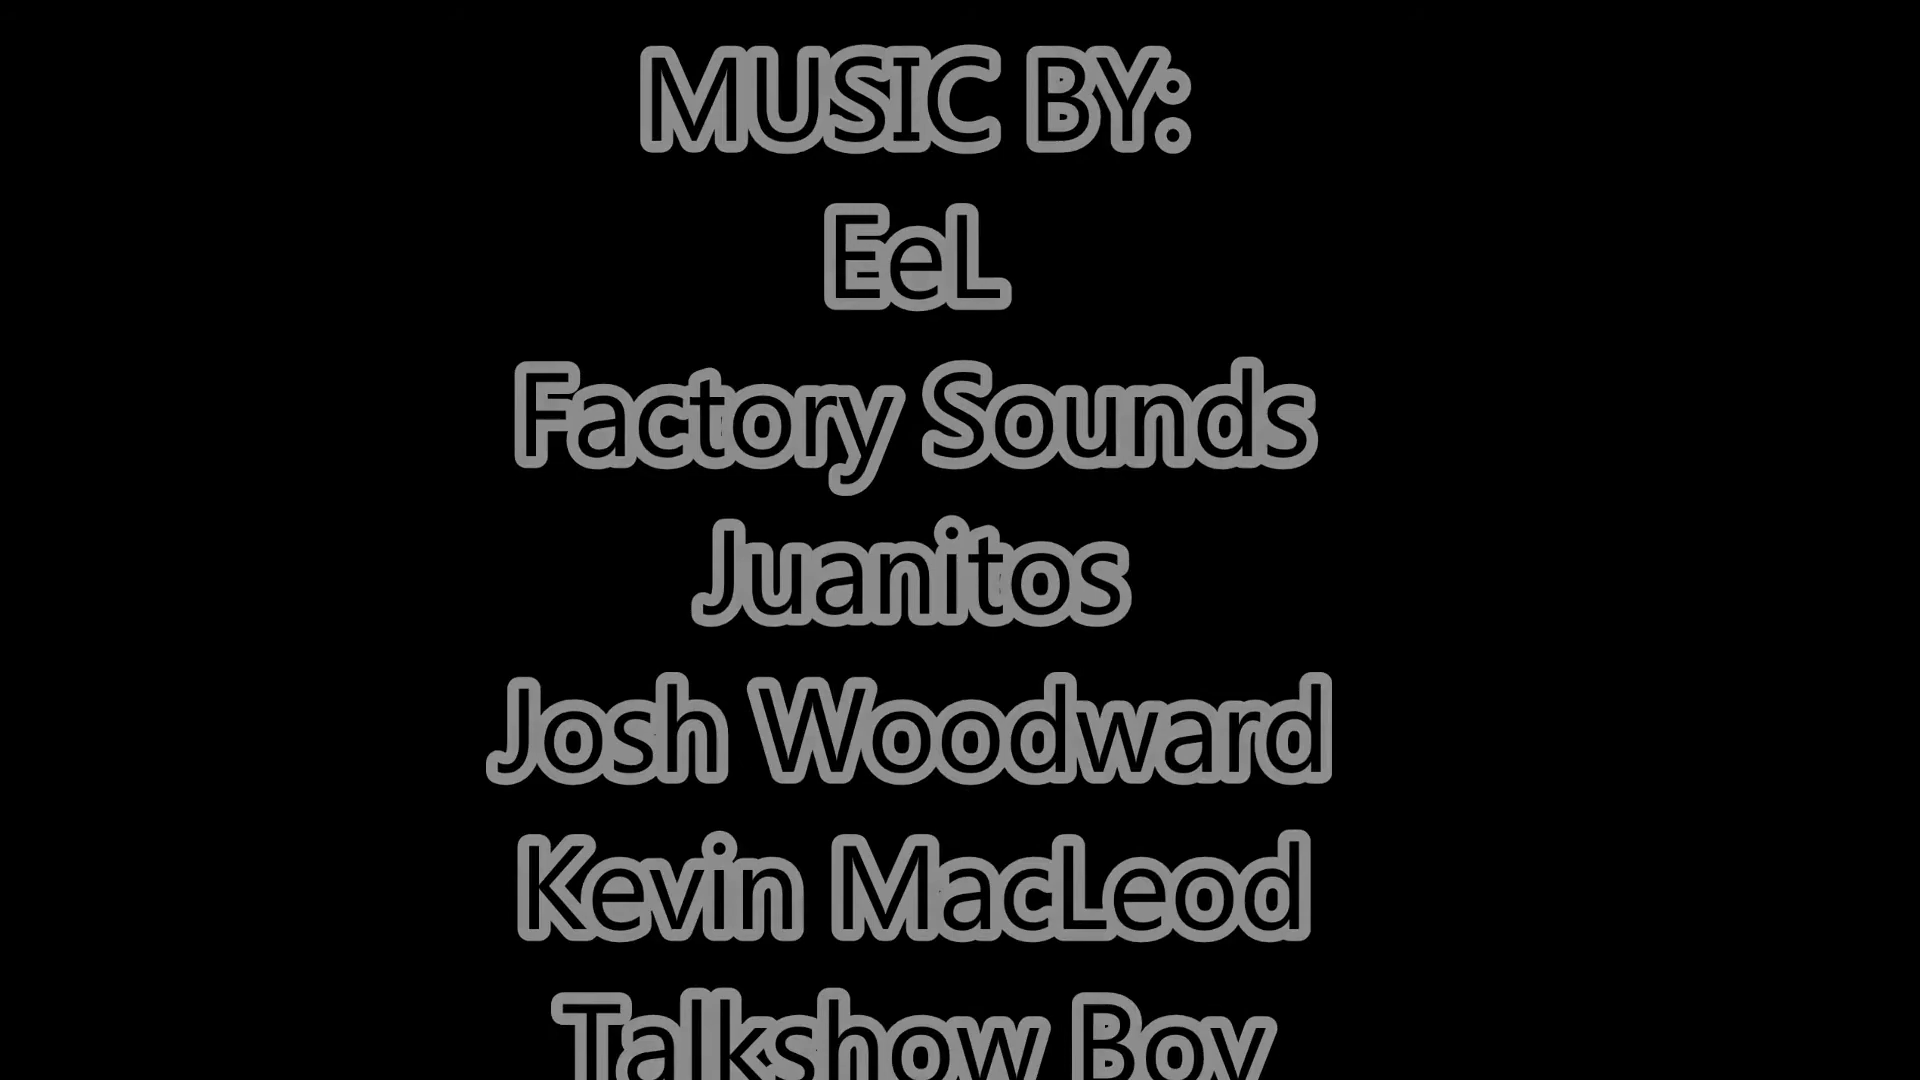 MUSIC BY:
EeL
Factory Sounds
Juanitos
Josh Woodward
Kevin MacLeod
Talkshow Boy